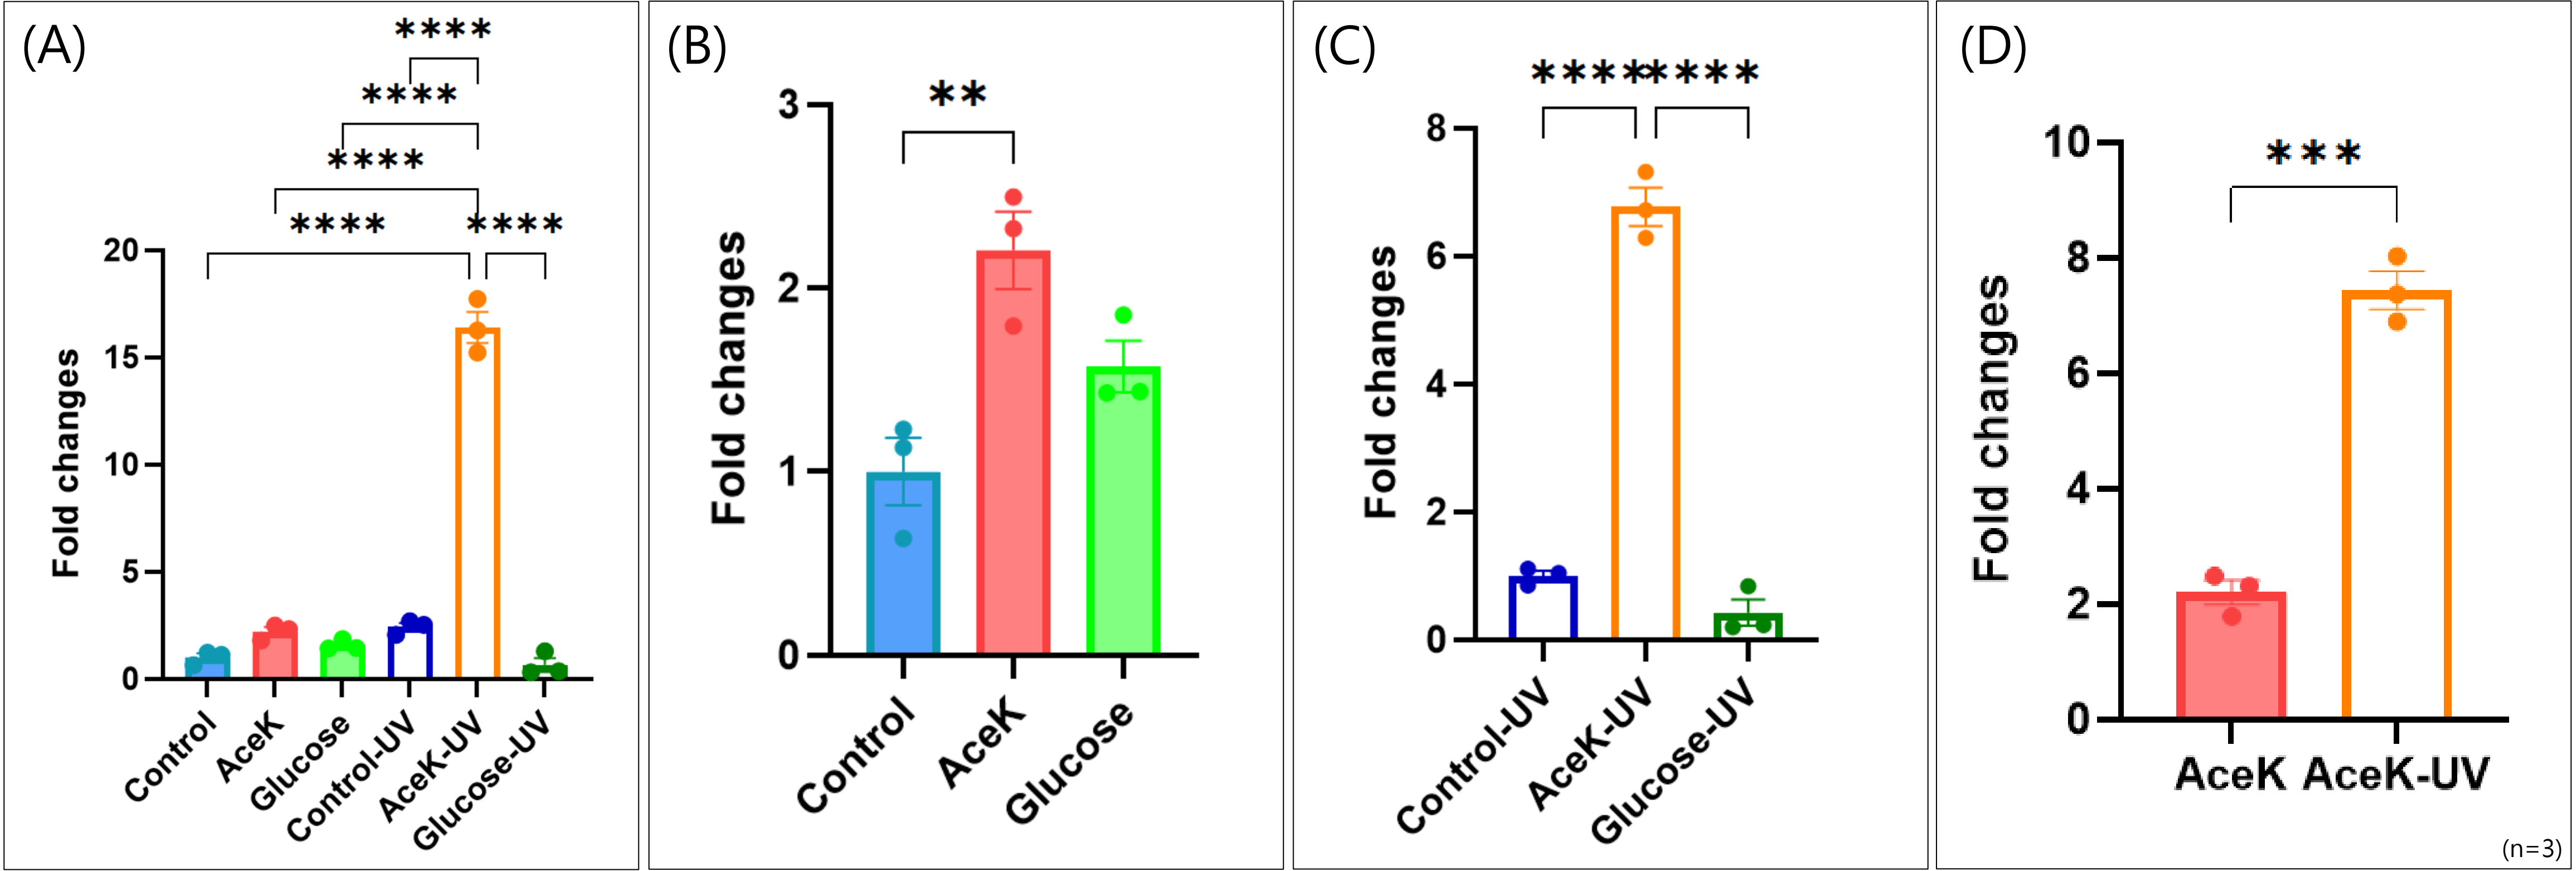 (A)
****
****
****
**** ****
Fold changes
20
15
10
5
0
Control
AceK
Glucose
Control-UV
AceK-UV
Glucose-UV
(B)
**
Fold changes
3
2
1
0
Control
AceK
Glucose
(C)
**** ****
Fold changes
8
6
4
2
0
Control-UV
AceK-UV
Glucose-UV
(D)
***
Fold changes
10
8
6
4
2
0
AceK AceK-UV
(n=3)